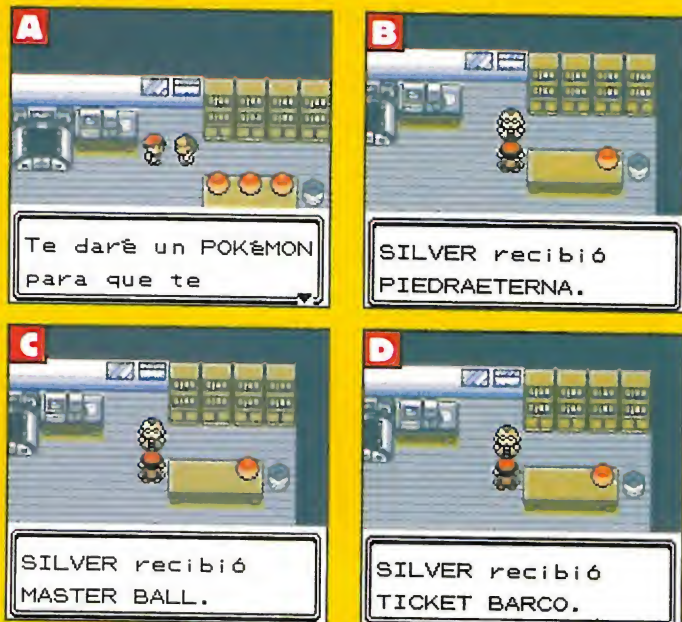 A
Te daré un POKéMON
para que te
B
SILVER recibió
PIEDRAETERNA.
C
SILVER recibió
MASTER BALL.
D
SILVER recibió
TICKET BARCO.